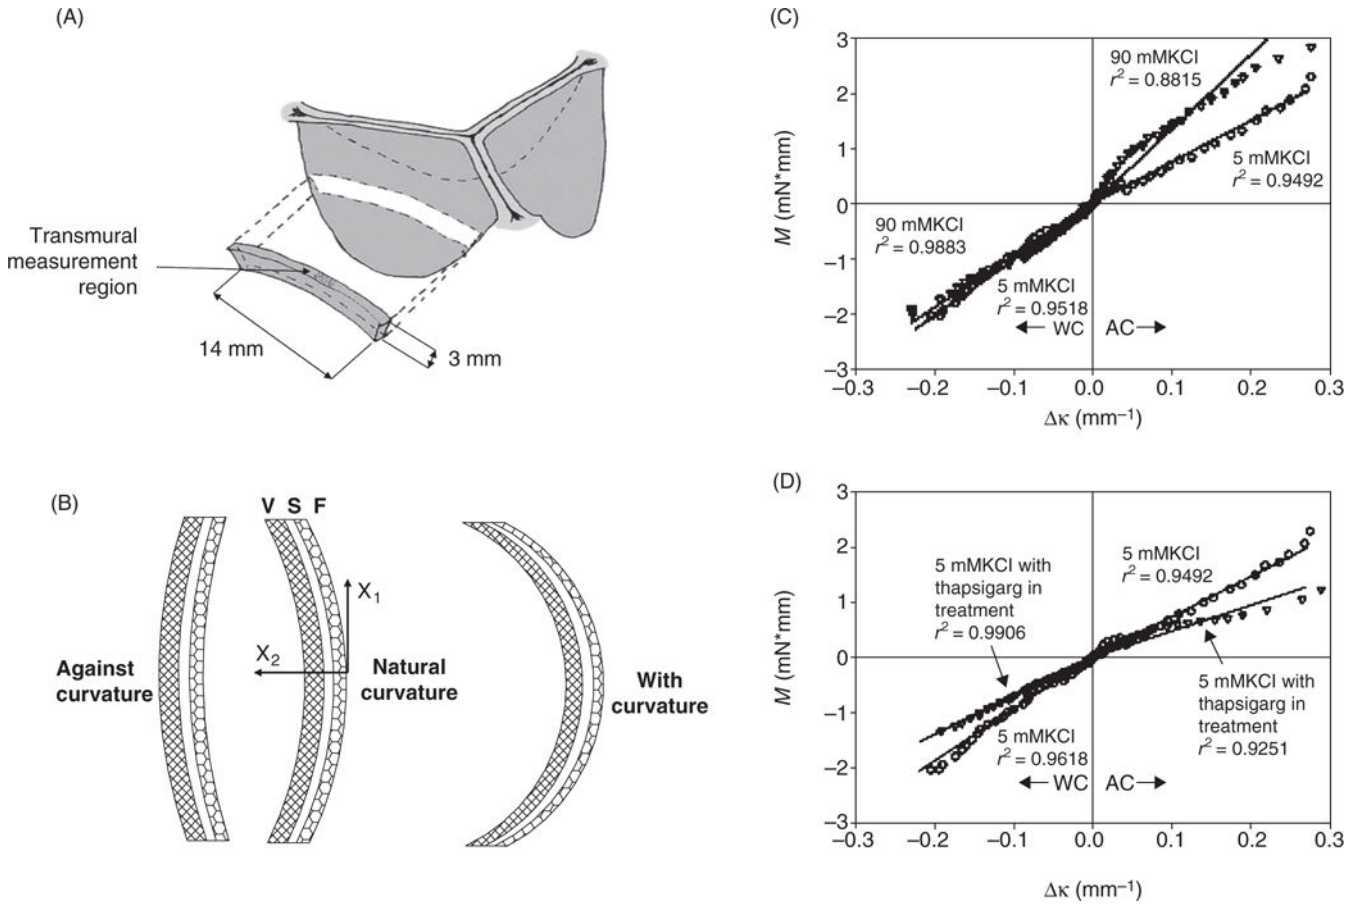 (A)
Transmural
measurement
region
14 mm
3 mm
(B)
V S F
X1
X2
Against
curvature
Natural
curvature
With
curvature
(C)
3
2
1
0
–1
–2
–3
M (mN*mm)
90 mMKCl
r2 = 0.8815
5 mMKCl
r2 = 0.9492
90 mMKCl
r2 = 0.9883
5 mMKCl
r2 = 0.9518
WC AC
–0.3 –0.2 –0.1 0.0 0.1 0.2 0.3
Δκ (mm–1)
(D)
3
2
1
0
–1
–2
–3
M (mN*mm)
5 mMKCl with
thapsigarg in
treatment
r2 = 0.9906
5 mMKCl
r2 = 0.9492
5 mMKCl with
thapsigarg in
treatment
r2 = 0.9251
5 mMKCl
r2 = 0.9618
WC AC
–0.3 –0.2 –0.1 0.0 0.1 0.2 0.3
Δκ (mm–1)